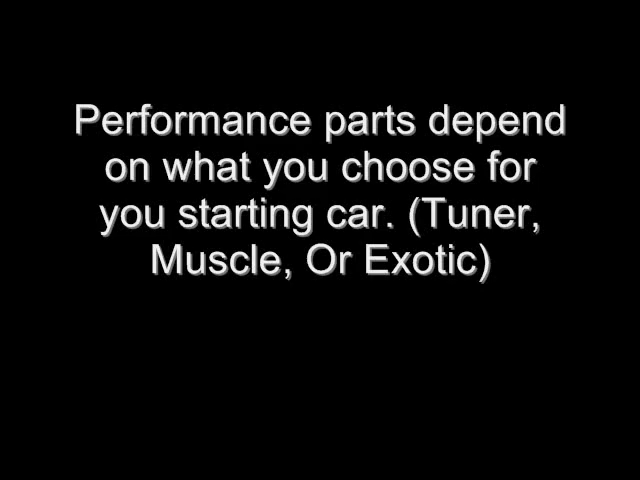 Performance parts depend
on what you choose for
you starting car. (Tuner,
Muscle, Or Exotic)